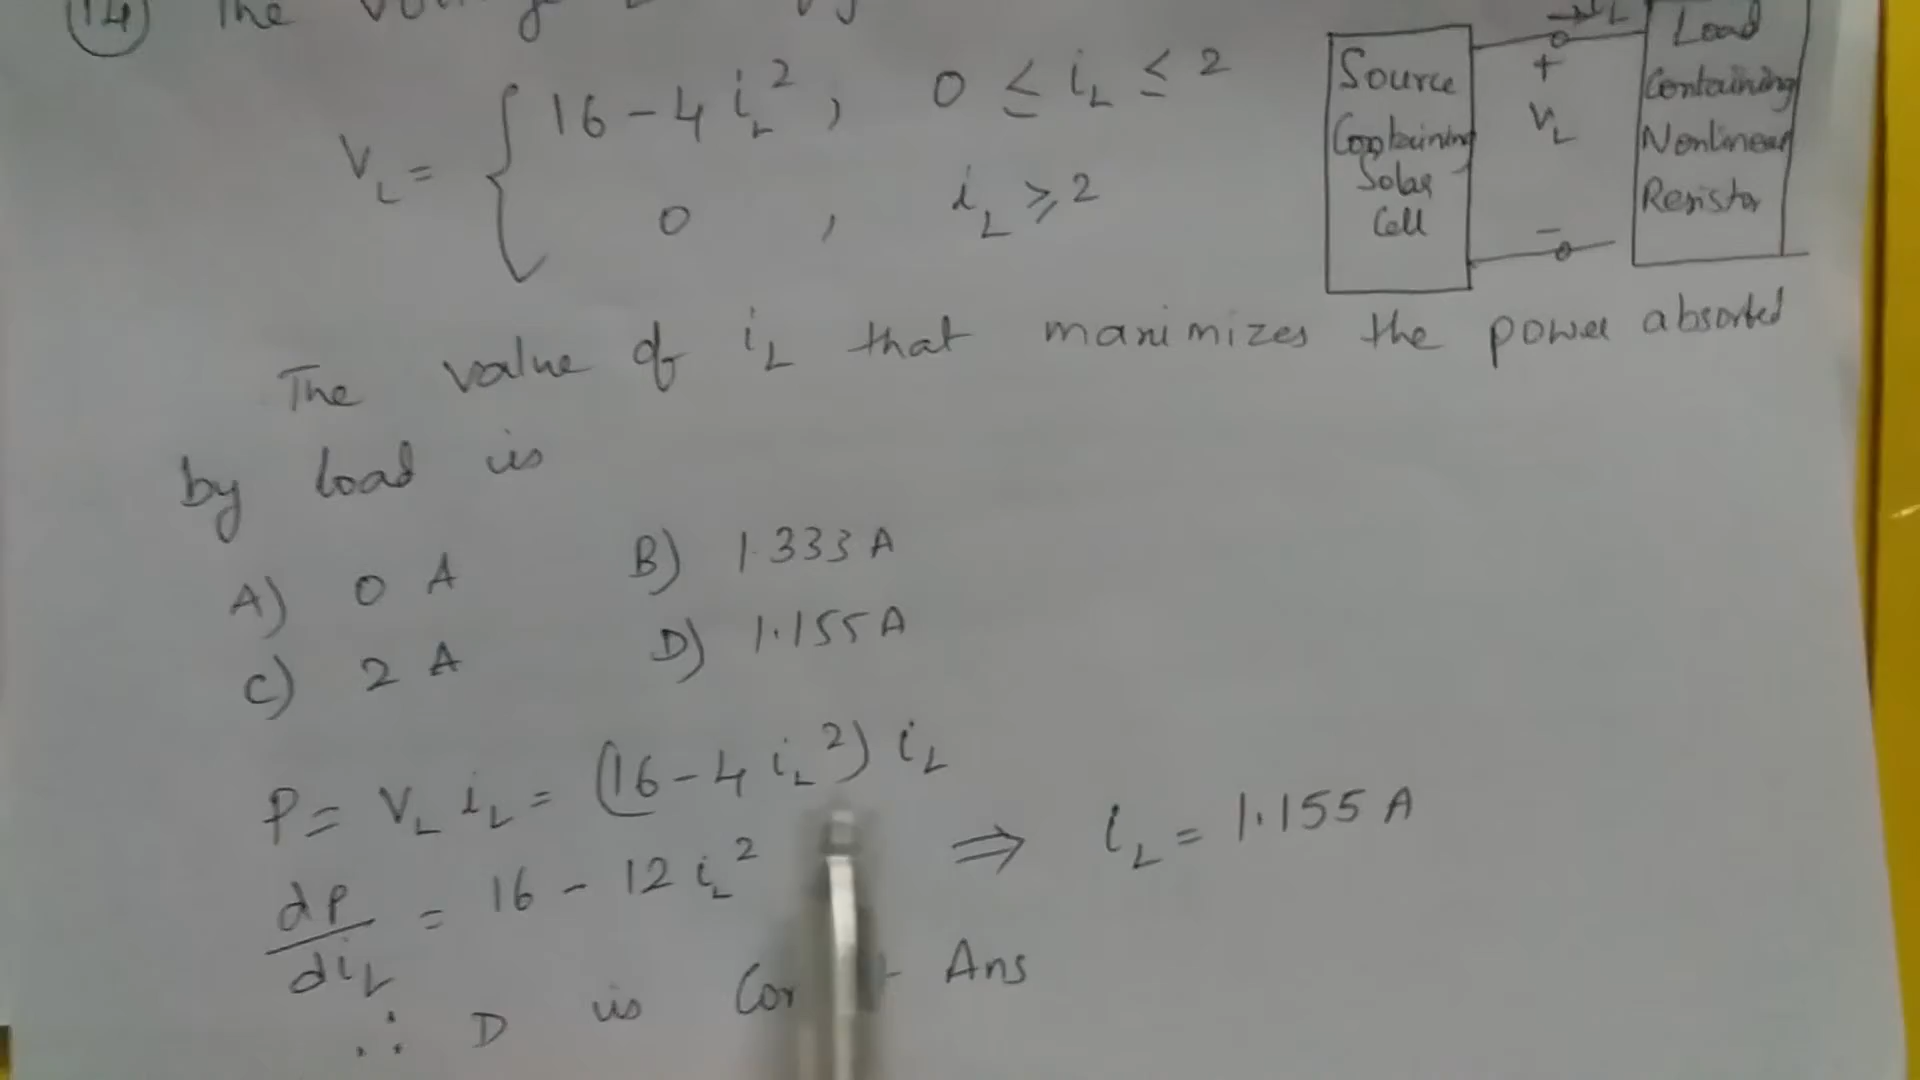 14) The
V_L = { 16 - 4 i_L^2 , 0 ≤ i_L ≤ 2
0 , i_L ≥ 2
Source
Containing
Solar
Cell
i_L
+
V_L
-
Load
Containing
Nonlinear
Resistor
The value of i_L that maximizes the power absorbed
by load is
A) 0 A B) 1.333 A
C) 2 A D) 1.155 A
P = V_L i_L = (16 - 4 i_L^2) i_L
dP/di_L = 16 - 12 i_L^2 ⇒ i_L = 1.155 A
∴ D is Ans